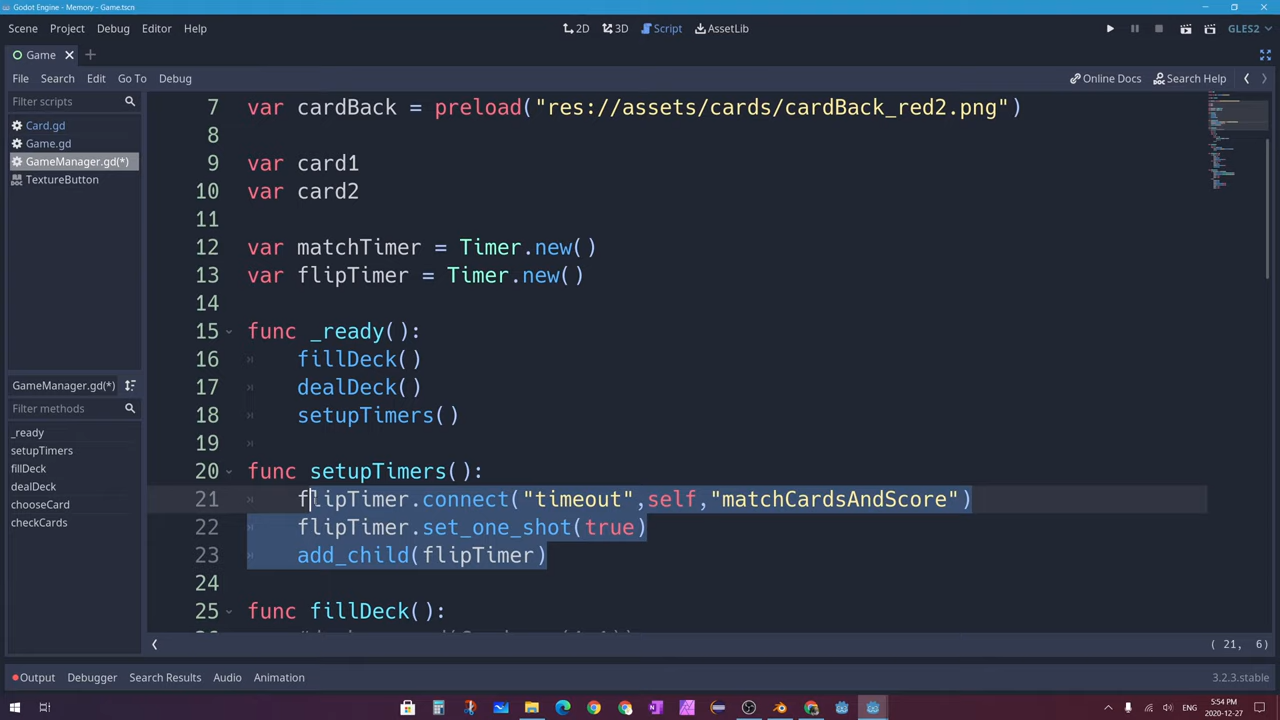 Godot Engine - Memory - Game.tscn
Scene Project Debug Editor Help
2D 3D Script AssetLib
GLES2
Game
File Search Edit Go To Debug
Online Docs Search Help
Filter scripts
Card.gd
Game.gd
GameManager.gd(*)
TextureButton
GameManager.gd(*)
Filter methods
_ready
setupTimers
fillDeck
dealDeck
chooseCard
checkCards
7 var cardBack = preload("res://assets/cards/cardBack_red2.png")
8
9 var card1
10 var card2
11
12 var matchTimer = Timer.new()
13 var flipTimer = Timer.new()
14
15 func _ready():
16 fillDeck()
17 dealDeck()
18 setupTimers()
19
20 func setupTimers():
21 flipTimer.connect("timeout",self,"matchCardsAndScore")
22 flipTimer.set_one_shot(true)
23 add_child(flipTimer)
24
25 func fillDeck():
( 21, 6)
Output Debugger Search Results Audio Animation
3.2.3.stable
5:54 PM
2020-12-27